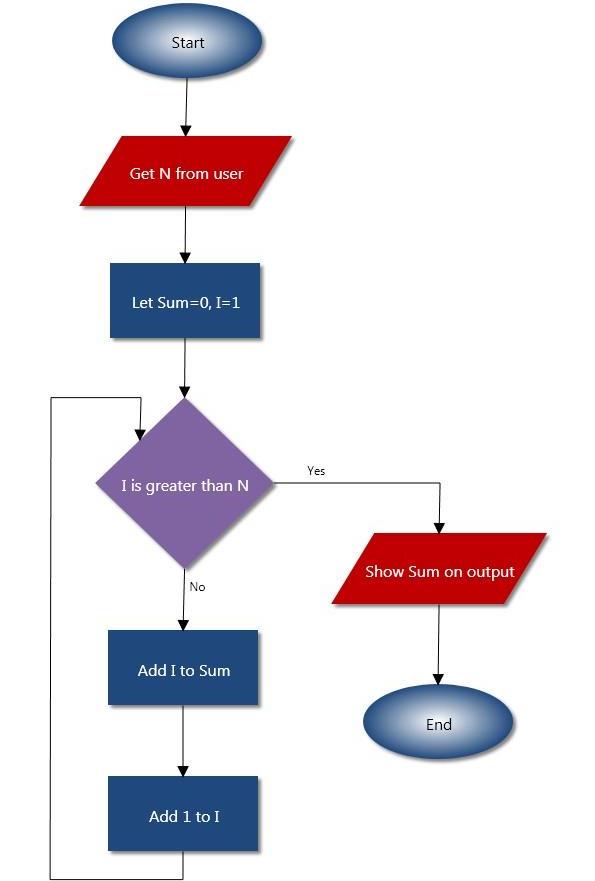 Start
Get N from user
Let Sum=0, I=1
I is greater than N
Yes
No
Show Sum on output
Add I to Sum
End
Add 1 to I